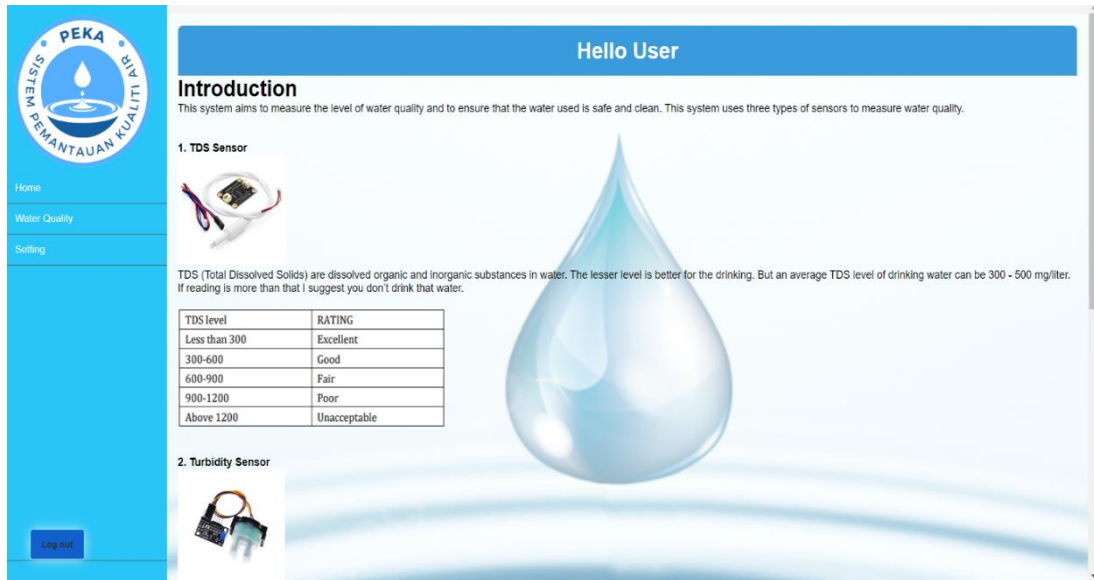 PEKA
SISTEM PEMANTAUAN KUALITI AIR
Home
Water Quality
Setting
Log out
Hello User
Introduction
This system aims to measure the level of water quality and to ensure that the water used is safe and clean. This system uses three types of sensors to measure water quality.
1. TDS Sensor
TDS (Total Dissolved Solids) are dissolved organic and inorganic substances in water. The lesser level is better for the drinking. But an average TDS level of drinking water can be 300 - 500 mg/liter.
If reading is more than that I suggest you don't drink that water.
TDS level RATING
Less than 300 Excellent
300-600 Good
600-900 Fair
900-1200 Poor
Above 1200 Unacceptable
2. Turbidity Sensor